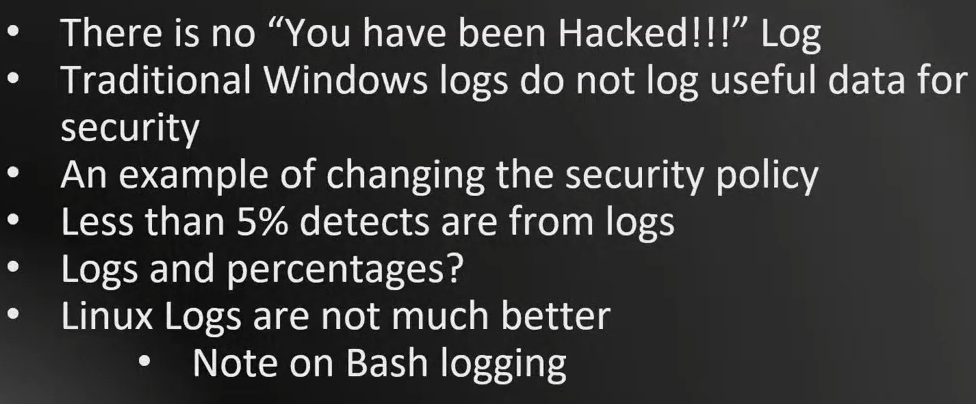 • There is no “You have been Hacked!!!” Log
• Traditional Windows logs do not log useful data for
security
• An example of changing the security policy
• Less than 5% detects are from logs
• Logs and percentages?
• Linux Logs are not much better
• Note on Bash logging